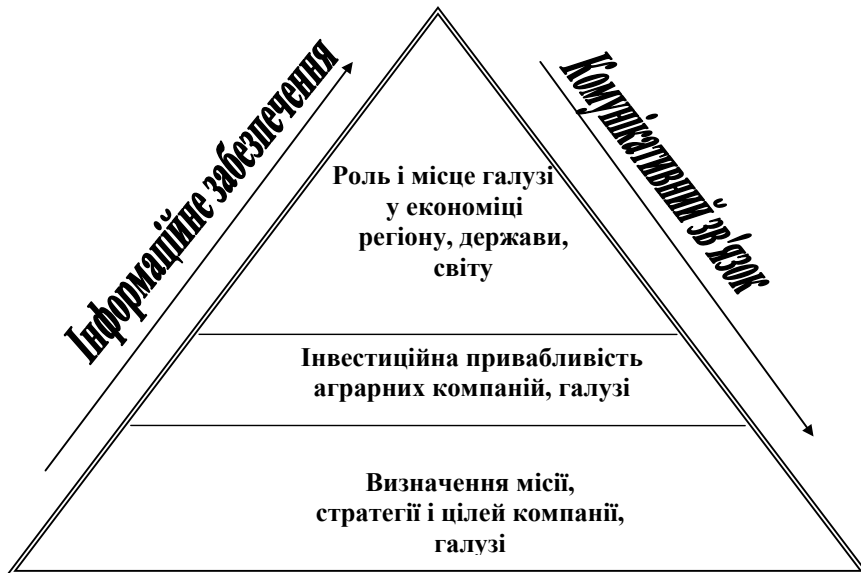 Інформаційне забезпечення
Комунікативний зв'язок
Роль і місце галузі
у економіці
регіону, держави,
світу
Інвестиційна привабливість
аграрних компаній, галузі
Визначення місії,
стратегії і цілей компанії,
галузі